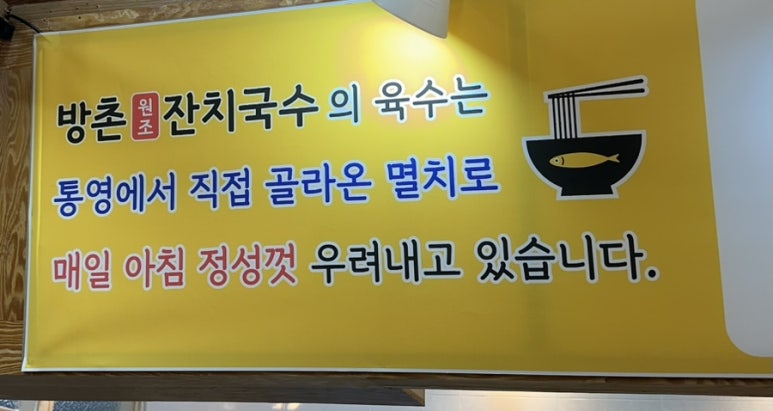 방촌 원조 잔치국수의 육수는
통영에서 직접 골라온 멸치로
매일 아침 정성껏 우려내고 있습니다.